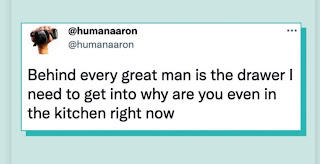 @humanaaron
@humanaaron
Behind every great man is the drawer I
need to get into why are you even in
the kitchen right now